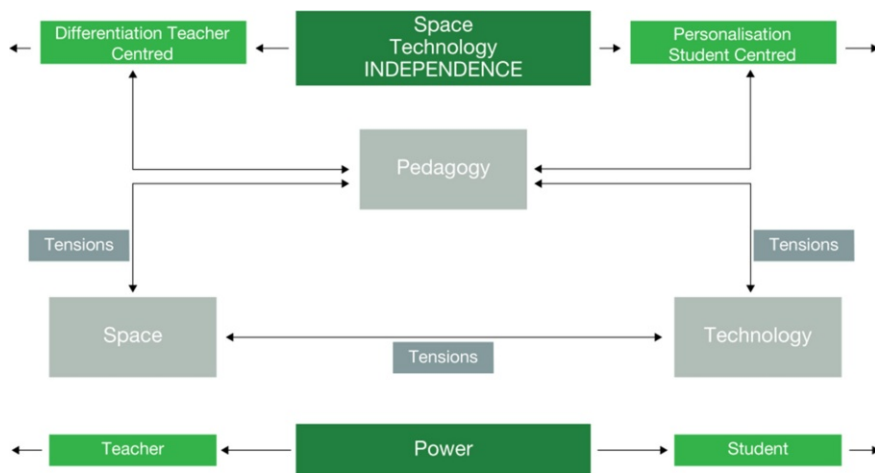 Differentiation Teacher
Centred
Space
Technology
INDEPENDENCE
Personalisation
Student Centred
Pedagogy
Tensions
Tensions
Space
Technology
Tensions
Teacher
Power
Student